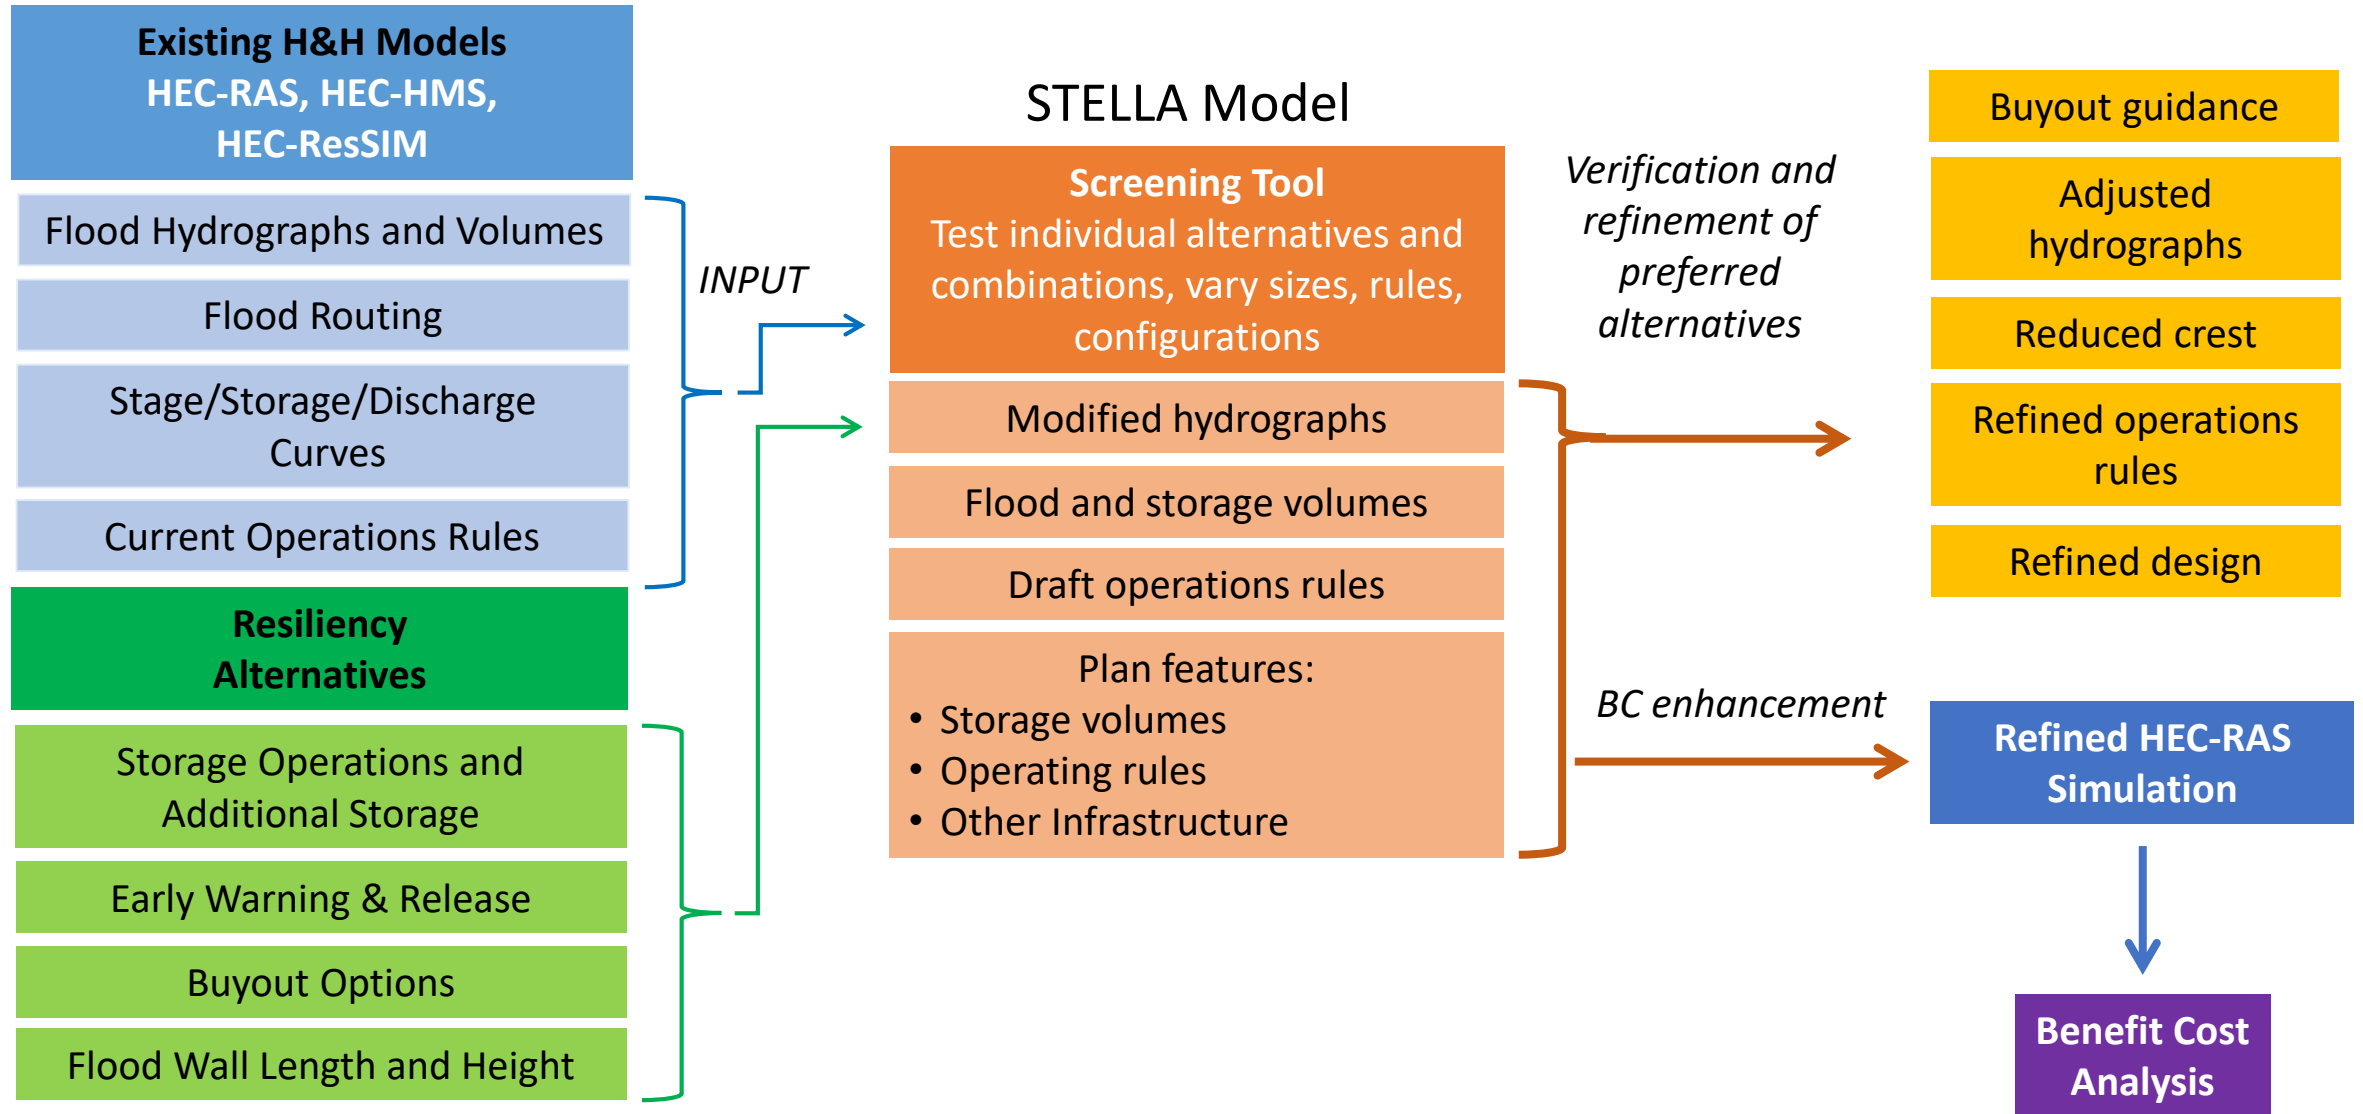 Existing H&H Models
HEC-RAS, HEC-HMS,
HEC-ResSIM
Flood Hydrographs and Volumes
Flood Routing
Stage/Storage/Discharge
Curves
Current Operations Rules
Resiliency
Alternatives
Storage Operations and
Additional Storage
Early Warning & Release
Buyout Options
Flood Wall Length and Height
INPUT
STELLA Model
Screening Tool
Test individual alternatives and
combinations, vary sizes, rules,
configurations
Modified hydrographs
Flood and storage volumes
Draft operations rules
Plan features:
• Storage volumes
• Operating rules
• Other Infrastructure
Verification and
refinement of
preferred
alternatives
BC enhancement
Buyout guidance
Adjusted
hydrographs
Reduced crest
Refined operations
rules
Refined design
Refined HEC-RAS
Simulation
Benefit Cost
Analysis